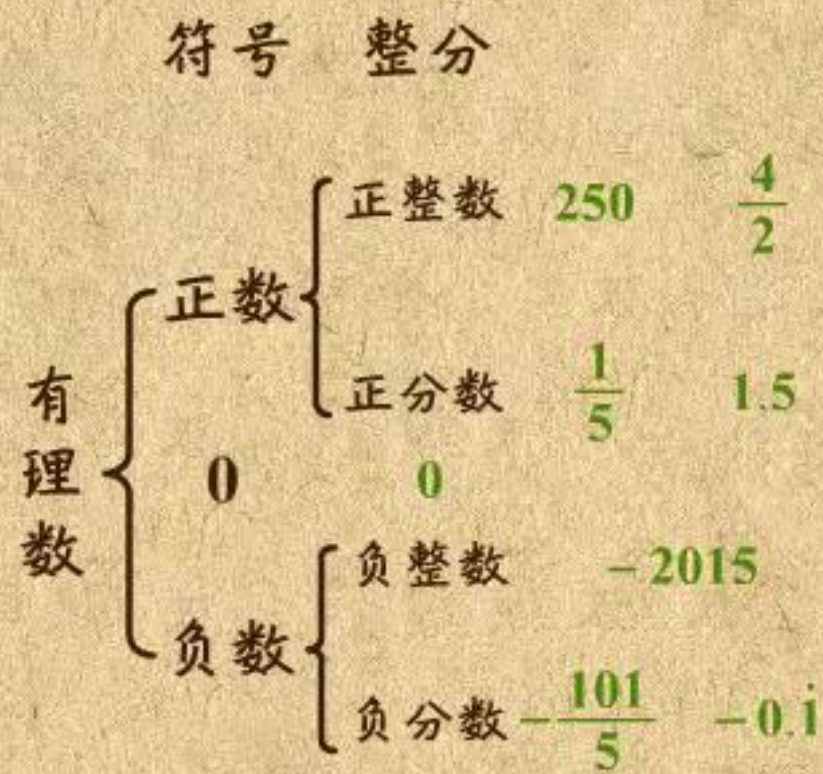 符号 整分
正整数 250 4/2
正数
正分数 1/5 1.5
有理数
0 0
负整数 -2015
负数
负分数 -101/5 -0.1̇